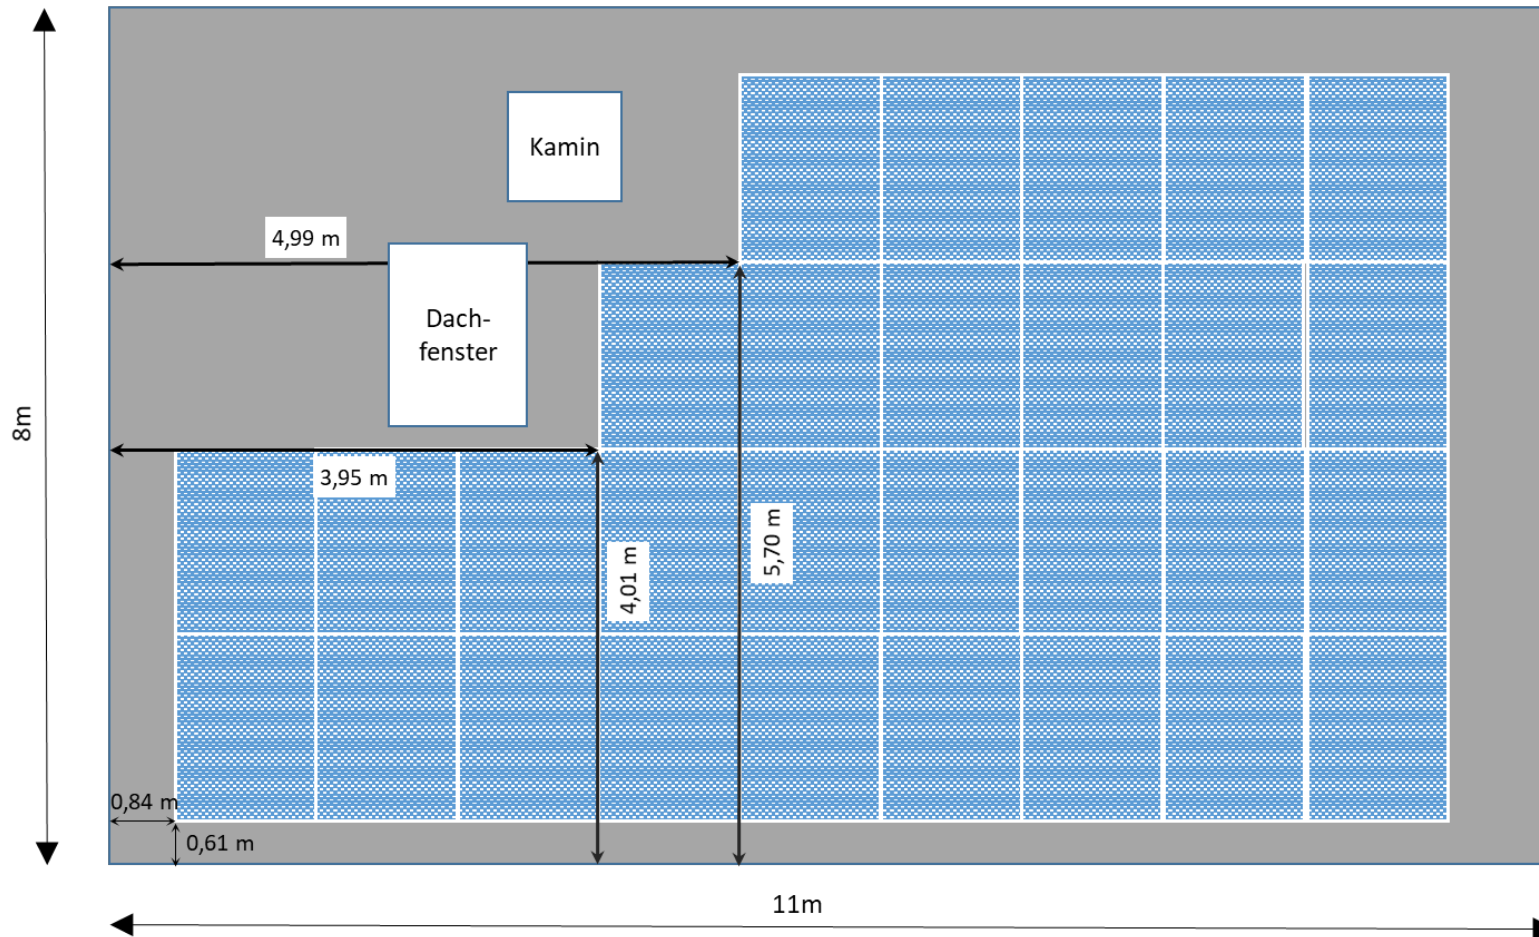 Kamin
4,99 m
Dach-
fenster
8m
3,95 m
5,70 m
4,01 m
0,84 m
0,61 m
11m